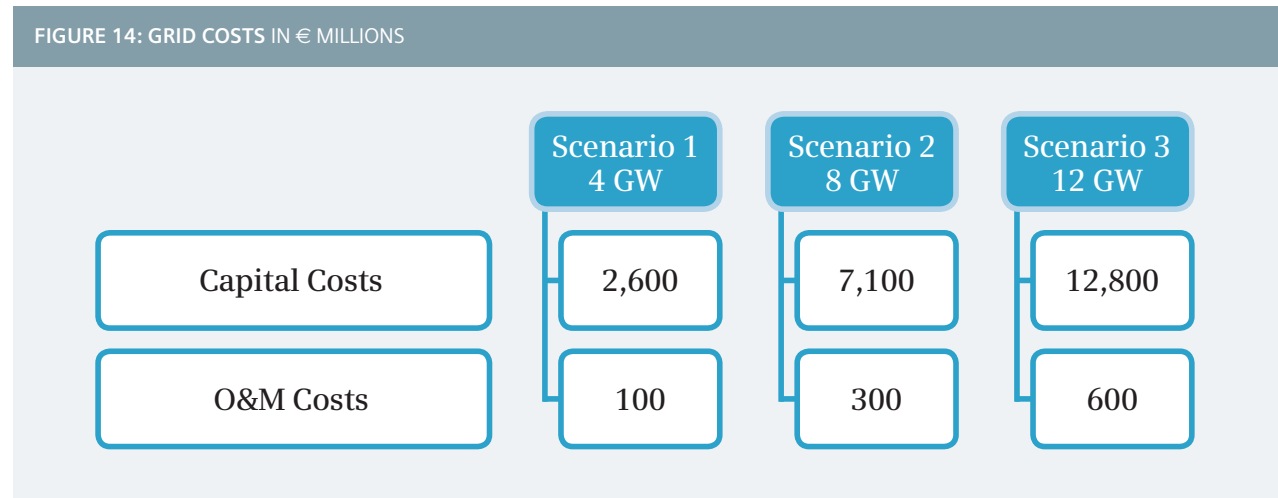 FIGURE 14: GRID COSTS IN € MILLIONS
Scenario 1
4 GW
Scenario 2
8 GW
Scenario 3
12 GW
Capital Costs
2,600
7,100
12,800
O&M Costs
100
300
600